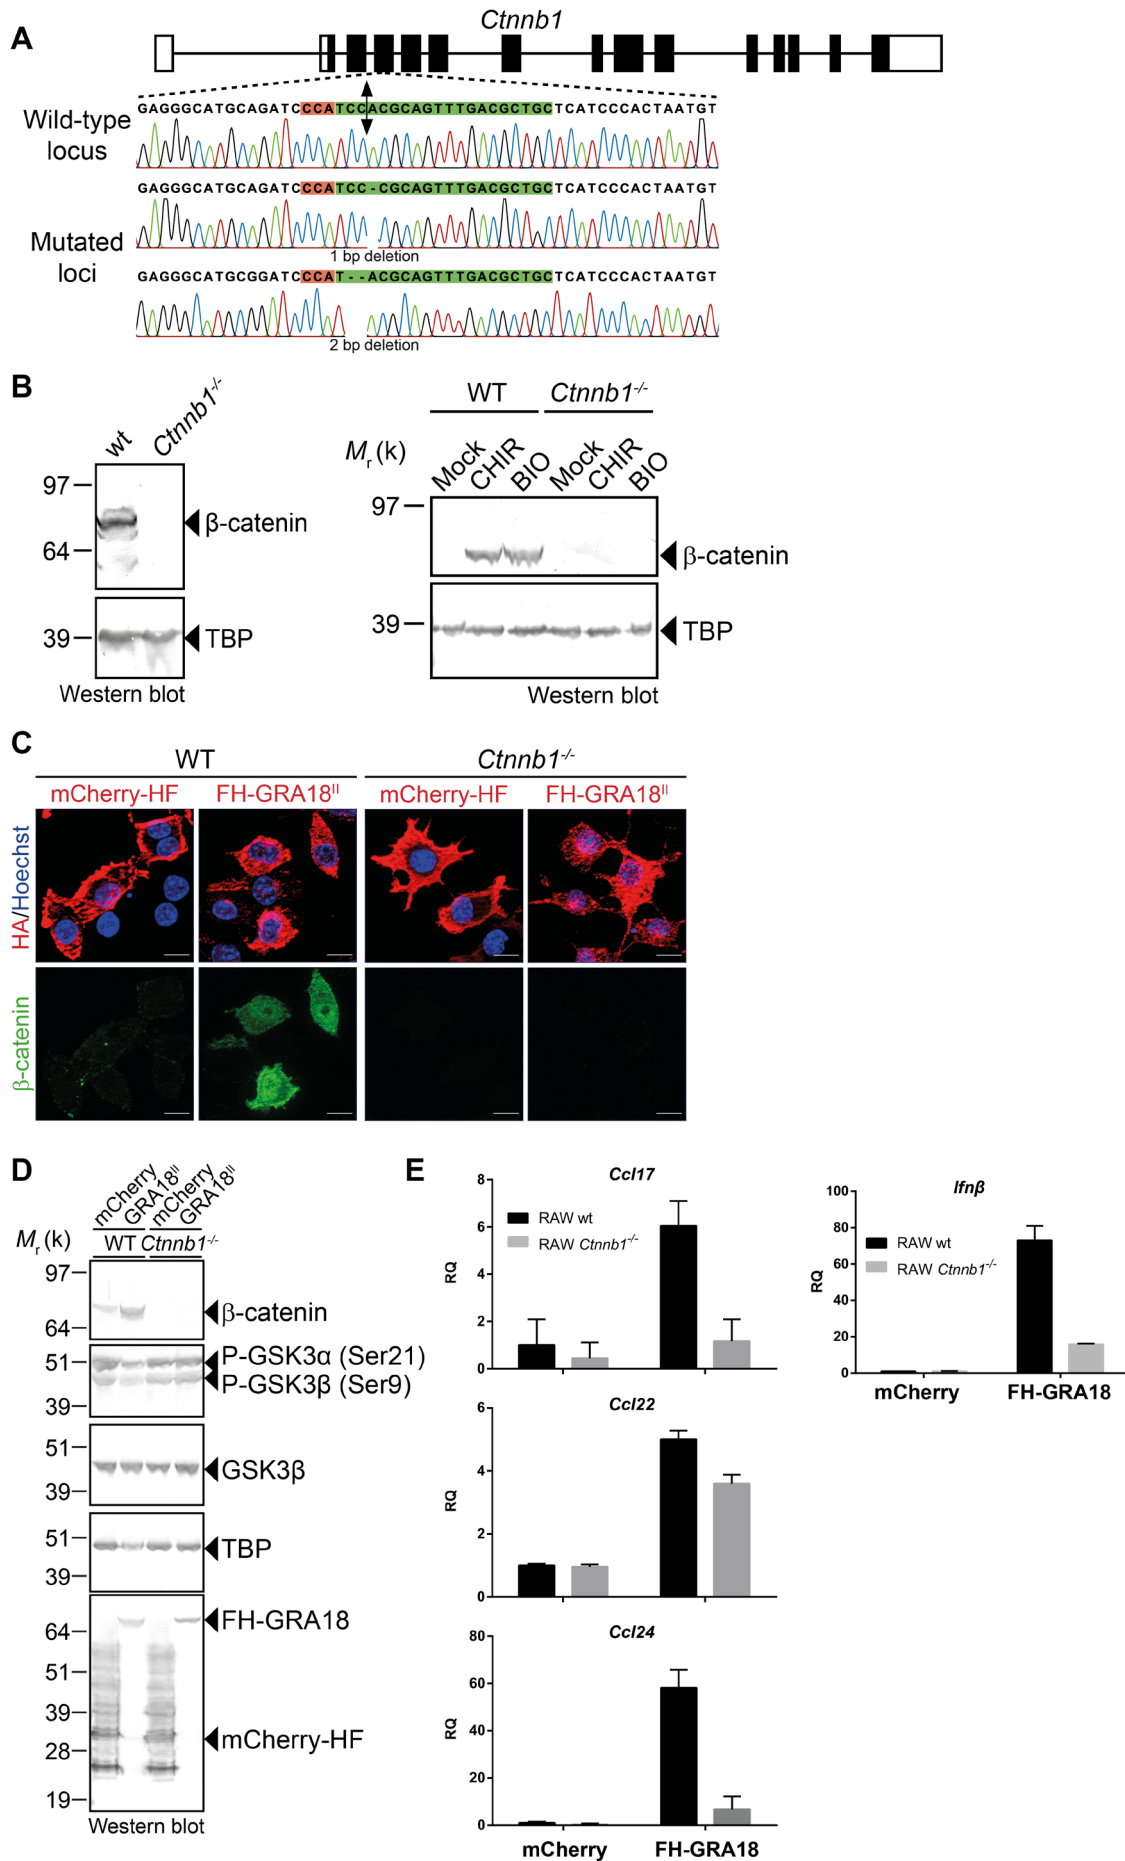 A
Ctnnb1
Wild-type
locus
GAGGGCATGCAGATCCCATCCACGCAGTTTGACGCTGCTCATCCCACTAATGT
Mutated
loci
GAGGGCATGCAGATCCCATCC-CGCAGTTTGACGCTGCTCATCCCACTAATGT
1 bp deletion
GAGGGCATGCGGATCCCAT--ACGCAGTTTGACGCTGCTCATCCCACTAATGT
2 bp deletion
B
wt Ctnnb1-/-
97
64
β-catenin
39
TBP
Western blot
WT Ctnnb1-/-
Mr (k)
Mock CHIR BIO Mock CHIR BIO
97
β-catenin
39
TBP
Western blot
C
WT Ctnnb1-/-
mCherry-HF FH-GRA18II mCherry-HF FH-GRA18II
HA/Hoechst
β-catenin
D
mCherry GRA18II mCherry GRA18II
Mr (k) WT Ctnnb1-/-
97
64
β-catenin
51
39
P-GSK3α (Ser21)
P-GSK3β (Ser9)
51
39
GSK3β
51
39
TBP
64
51
39
28
19
FH-GRA18
mCherry-HF
Western blot
E
Ccl17
RQ
8
6
4
2
0
RAW wt
RAW Ctnnb1-/-
Ifnβ
RQ
100
80
60
40
20
0
RAW wt
RAW Ctnnb1-/-
mCherry FH-GRA18
Ccl22
RQ
6
4
2
0
Ccl24
RQ
80
60
40
20
0
mCherry FH-GRA18